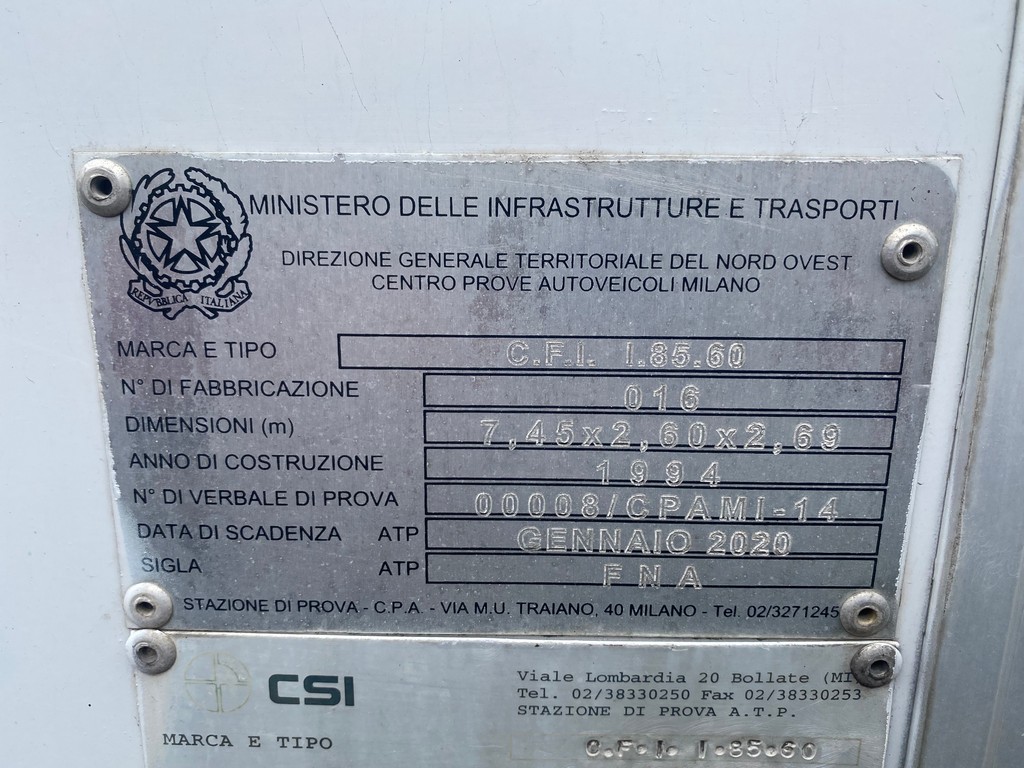 MINISTERO DELLE INFRASTRUTTURE E TRASPORTI
DIREZIONE GENERALE TERRITORIALE DEL NORD OVEST
CENTRO PROVE AUTOVEICOLI MILANO
REPVBBLICA ITALIANA
MARCA E TIPO C.F.I. I.85.60
N° DI FABBRICAZIONE 016
DIMENSIONI (m) 7,45x2,60x2,69
ANNO DI COSTRUZIONE 1994
N° DI VERBALE DI PROVA 00008/CPAMI-14
DATA DI SCADENZA ATP GENNAIO 2020
SIGLA ATP FNA
STAZIONE DI PROVA - C.P.A. - VIA M.U. TRAIANO, 40 MILANO - Tel. 02/3271245
CSI
Viale Lombardia 20 Bollate (MI
Tel. 02/38330250 Fax 02/38330253
STAZIONE DI PROVA A.T.P.
MARCA E TIPO C.F.I. I.85.60